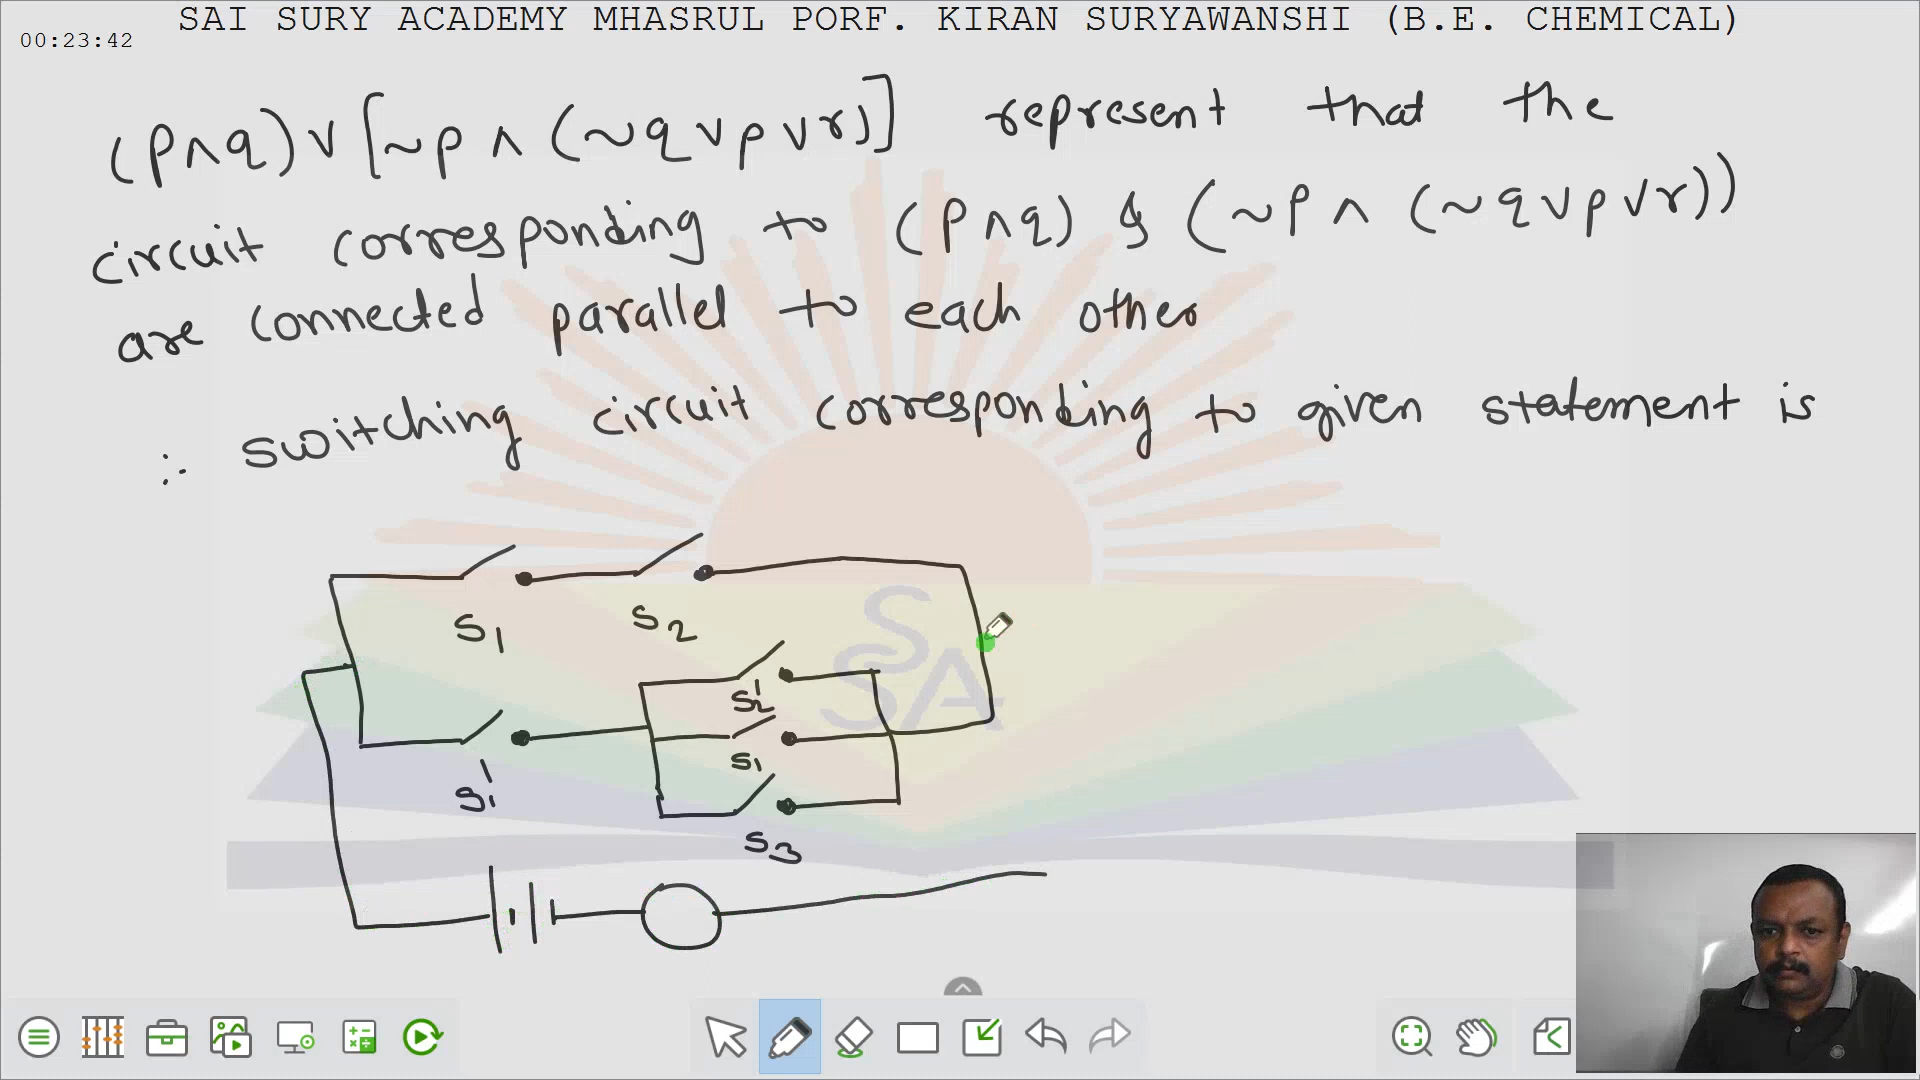 SAI SURY ACADEMY MHASRUL PORF. KIRAN SURYAWANSHI (B.E. CHEMICAL)
00:23:42
(p∧q)∨[~p∧(~q∨p∨r)] represent that the
circuit corresponding to (p∧q) & (~p∧(~q∨p∨r))
are connected parallel to each other
∴ switching circuit corresponding to given statement is
S1 S2
S2'
S1
S1'
S3
SSA